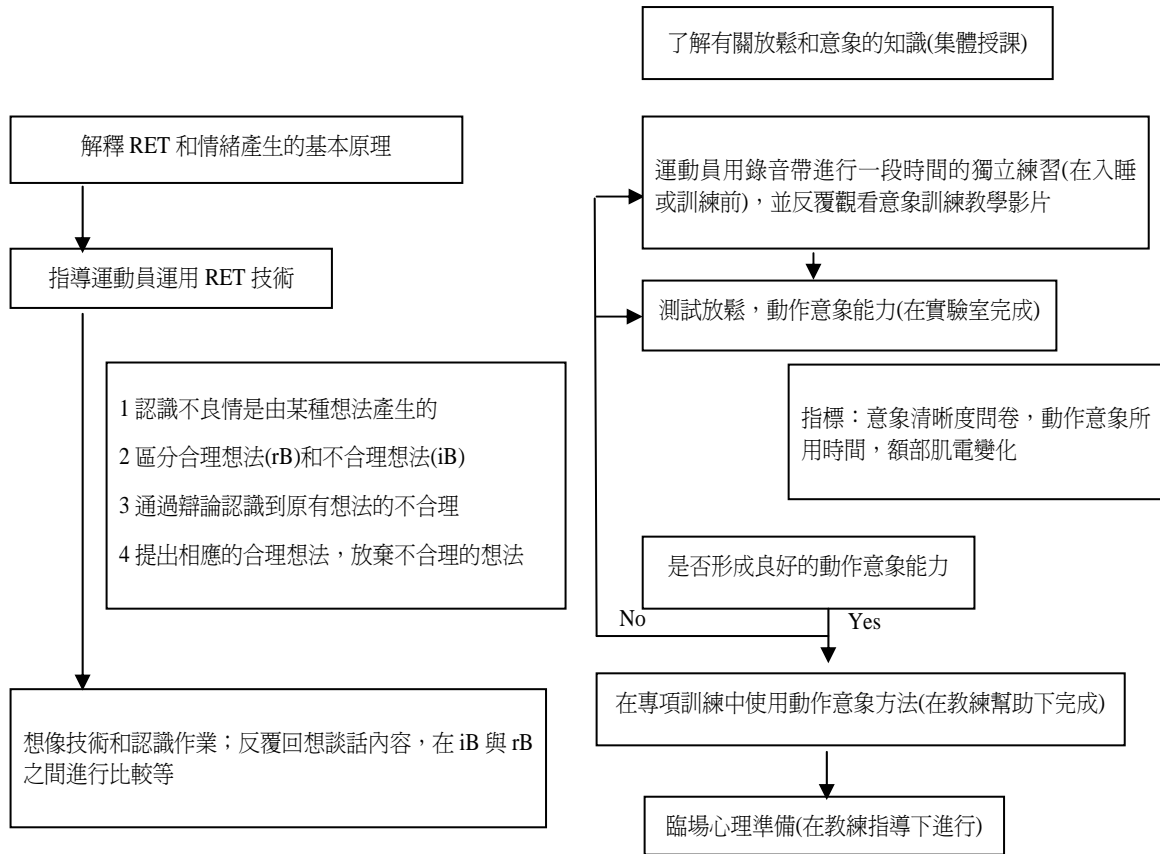 解釋 RET 和情緒產生的基本原理
指導運動員運用 RET 技術
1 認識不良情是由某種想法產生的
2 區分合理想法(rB)和不合理想法(iB)
3 通過辯論認識到原有想法的不合理
4 提出相應的合理想法，放棄不合理的想法
想像技術和認識作業；反覆回想談話內容，在 iB 與 rB
之間進行比較等
了解有關放鬆和意象的知識(集體授課)
運動員用錄音帶進行一段時間的獨立練習(在入睡
或訓練前)，並反覆觀看意象訓練教學影片
測試放鬆，動作意象能力(在實驗室完成)
指標：意象清晰度問卷，動作意象所
用時間，額部肌電變化
是否形成良好的動作意象能力
No
Yes
在專項訓練中使用動作意象方法(在教練幫助下完成)
臨場心理準備(在教練指導下進行)